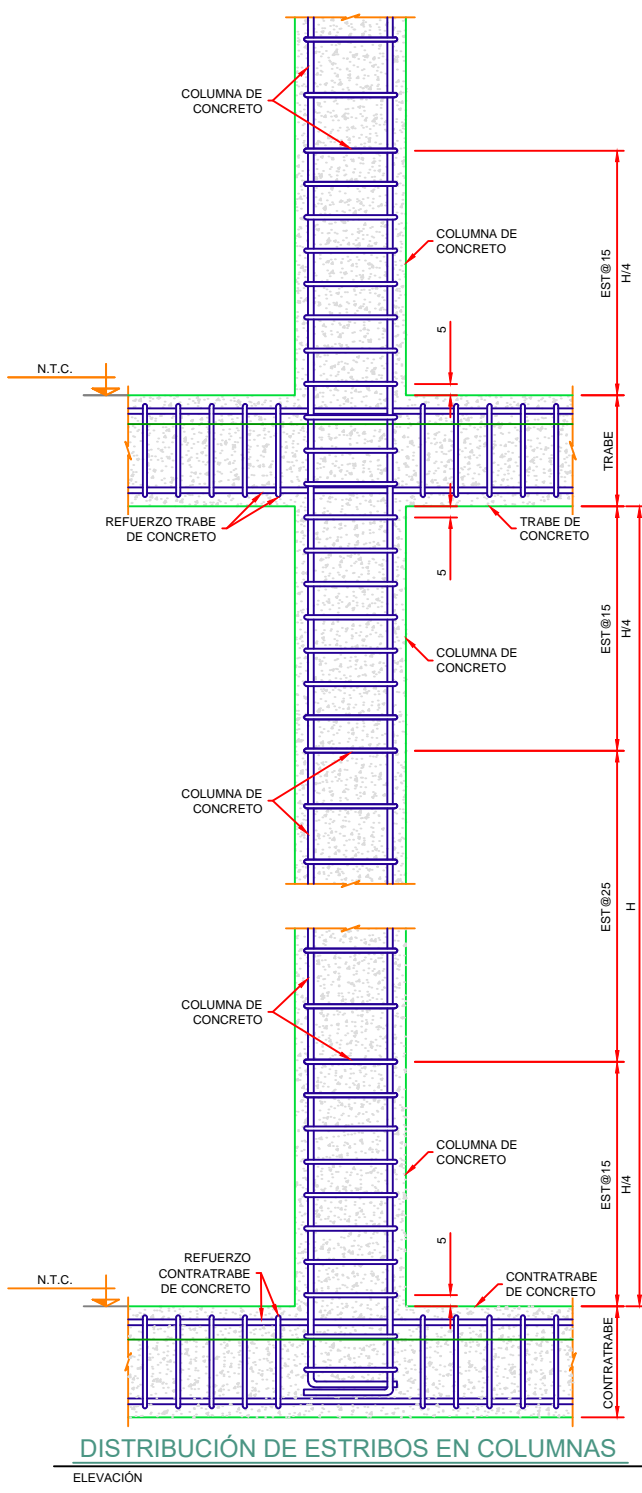 COLUMNA DE
CONCRETO
COLUMNA DE
CONCRETO
EST@15
H/4
5
N.T.C.
TRABE
REFUERZO TRABE
DE CONCRETO
TRABE DE
CONCRETO
5
EST@15
H/4
COLUMNA DE
CONCRETO
COLUMNA DE
CONCRETO
EST@25
H
COLUMNA DE
CONCRETO
COLUMNA DE
CONCRETO
EST@15
H/4
5
REFUERZO
CONTRATRABE
DE CONCRETO
N.T.C.
CONTRATRABE
DE CONCRETO
CONTRATRABE
DISTRIBUCIÓN DE ESTRIBOS EN COLUMNAS
ELEVACIÓN